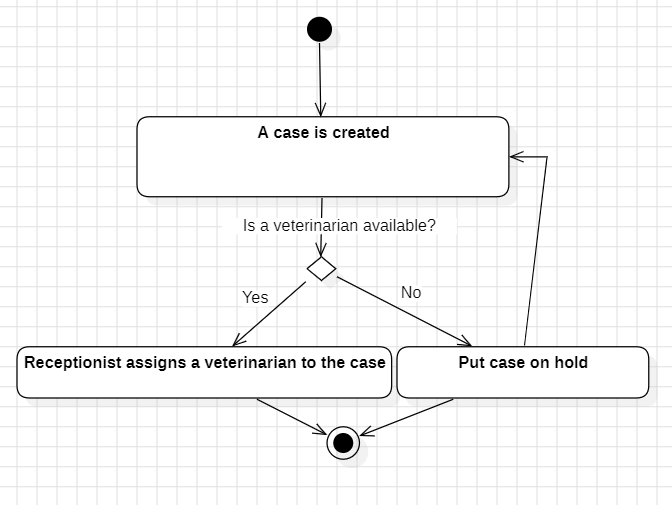 A case is created
Is a veterinarian available?
Yes
No
Receptionist assigns a veterinarian to the case
Put case on hold